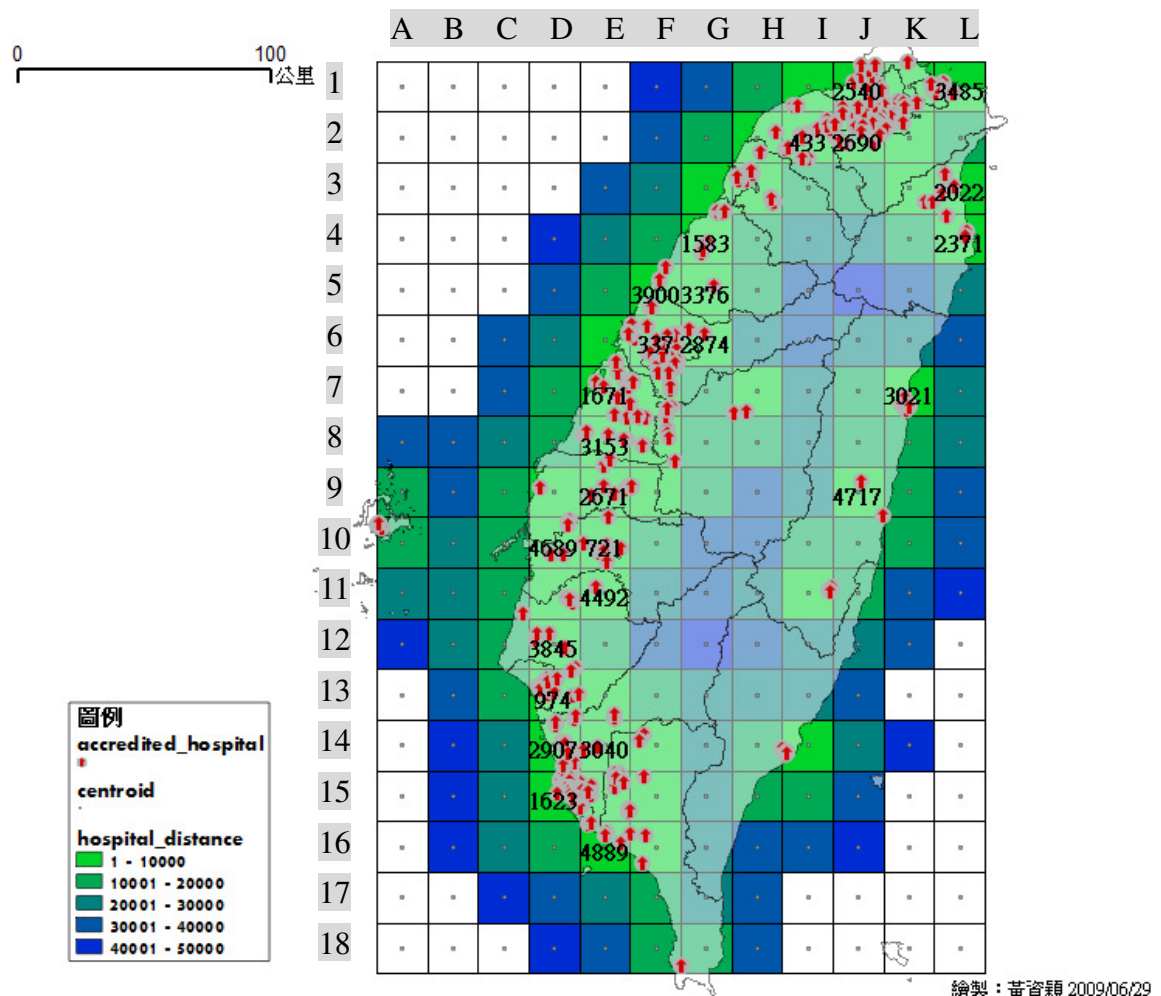 0 100
公里
A B C D E F G H I J K L
1 2540 3485
2 433 2690
3 2022
4 1583 2371
5 3900 3376
6 337 2874
7 1671 3021
8 3153
9 2671 4717
10 4689 721
11 4492
12 3845
13 974
14 2907 3040
15 1623
16 4889
17
18
圖例
accredited_hospital
centroid
hospital_distance
1 - 10000
10001 - 20000
20001 - 30000
30001 - 40000
40001 - 50000
繪製：黃資穎 2009/06/29